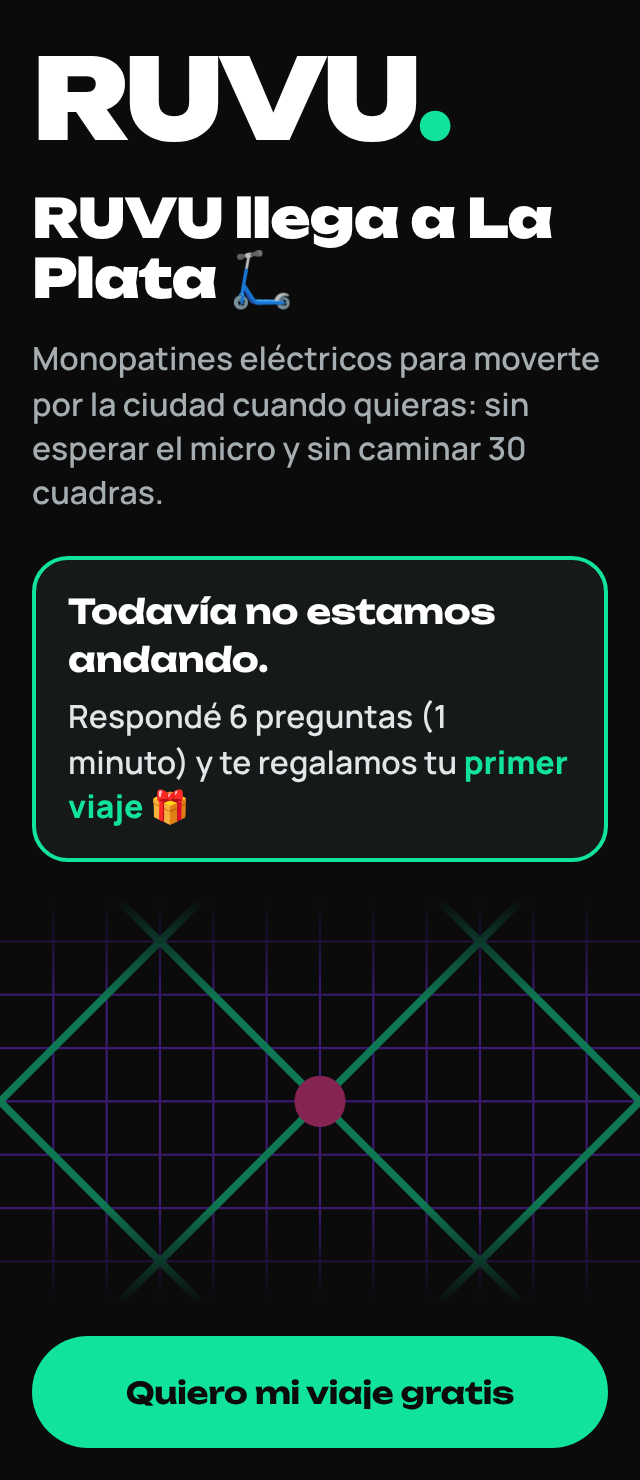 RUVU.
RUVU llega a La
Plata 🛴
Monopatines eléctricos para moverte
por la ciudad cuando quieras: sin
esperar el micro y sin caminar 30
cuadras.
Todavía no estamos
andando.
Respondé 6 preguntas (1
minuto) y te regalamos tu primer
viaje 🎁
Quiero mi viaje gratis